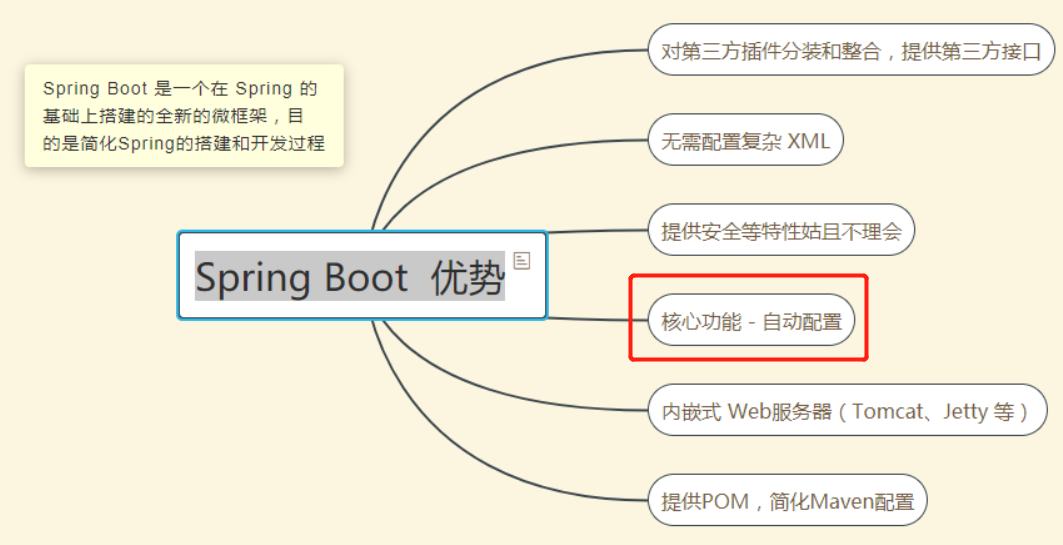 Spring Boot 是一个在 Spring 的
基础上搭建的全新的微框架，目
的是简化Spring的搭建和开发过程
Spring Boot 优势
对第三方插件分装和整合，提供第三方接口
无需配置复杂 XML
提供安全等特性姑且不理会
核心功能 - 自动配置
内嵌式 Web服务器（Tomcat、Jetty 等）
提供POM，简化Maven配置